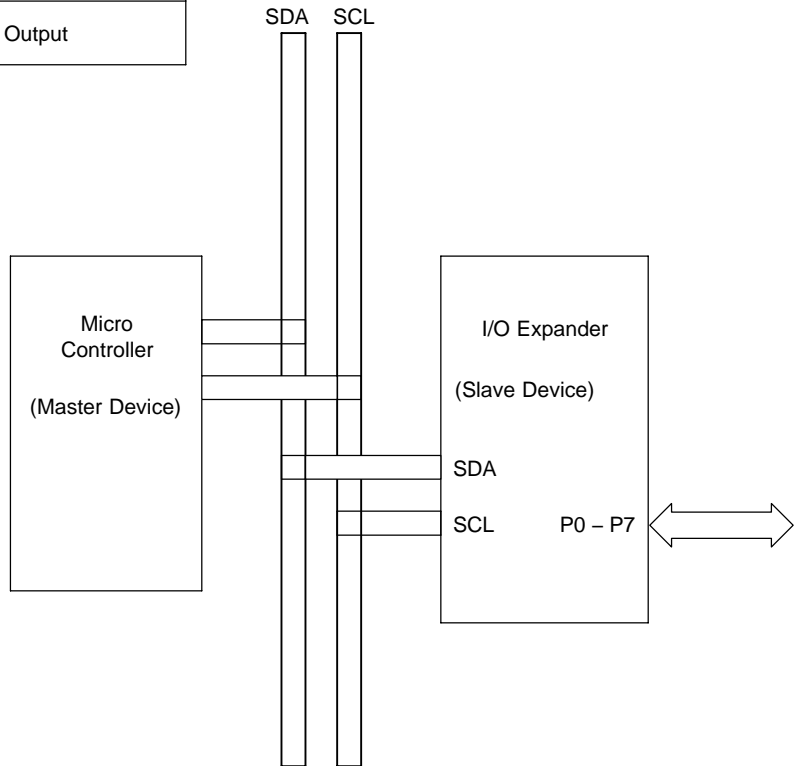 Output
SDA SCL
Micro
Controller
(Master Device)
I/O Expander
(Slave Device)
SDA
SCL P0 – P7